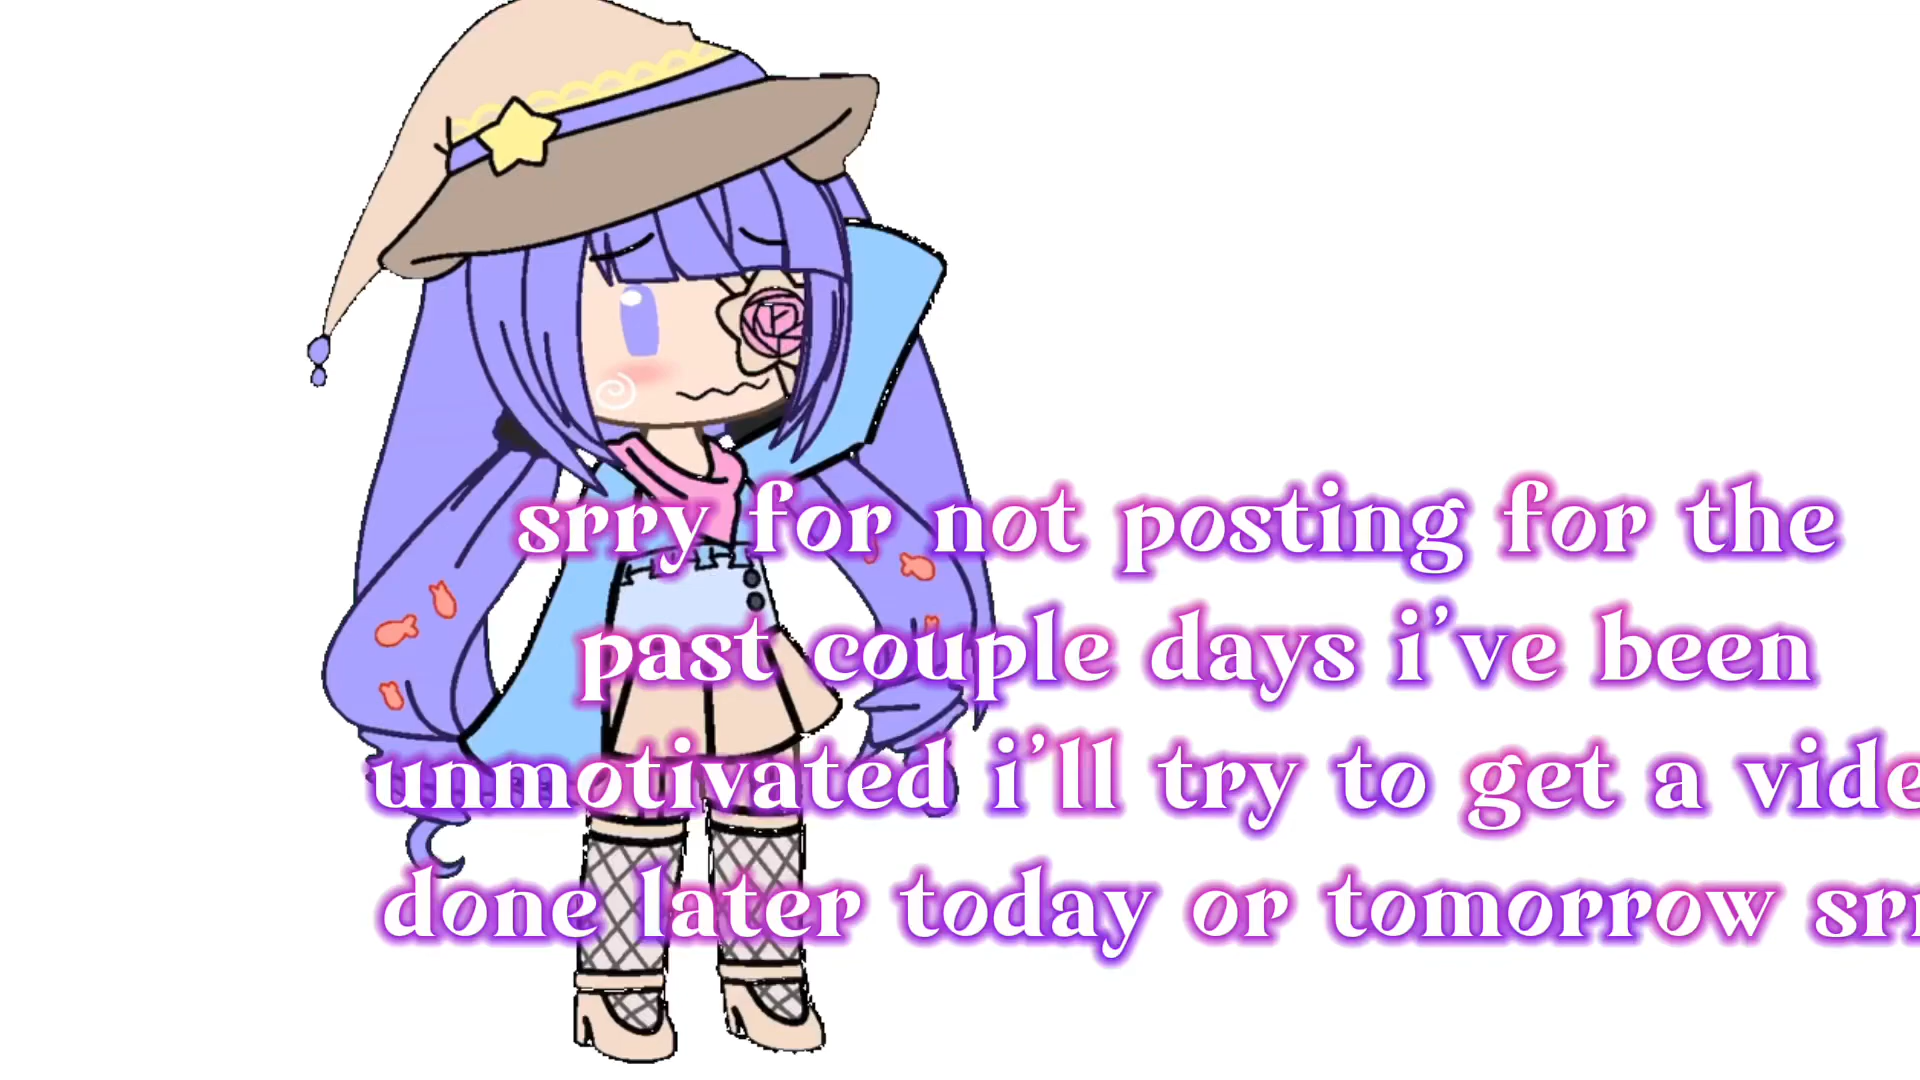 srry for not posting for the
past couple days i've been
unmotivated i'll try to get a
done later today or tomorrow